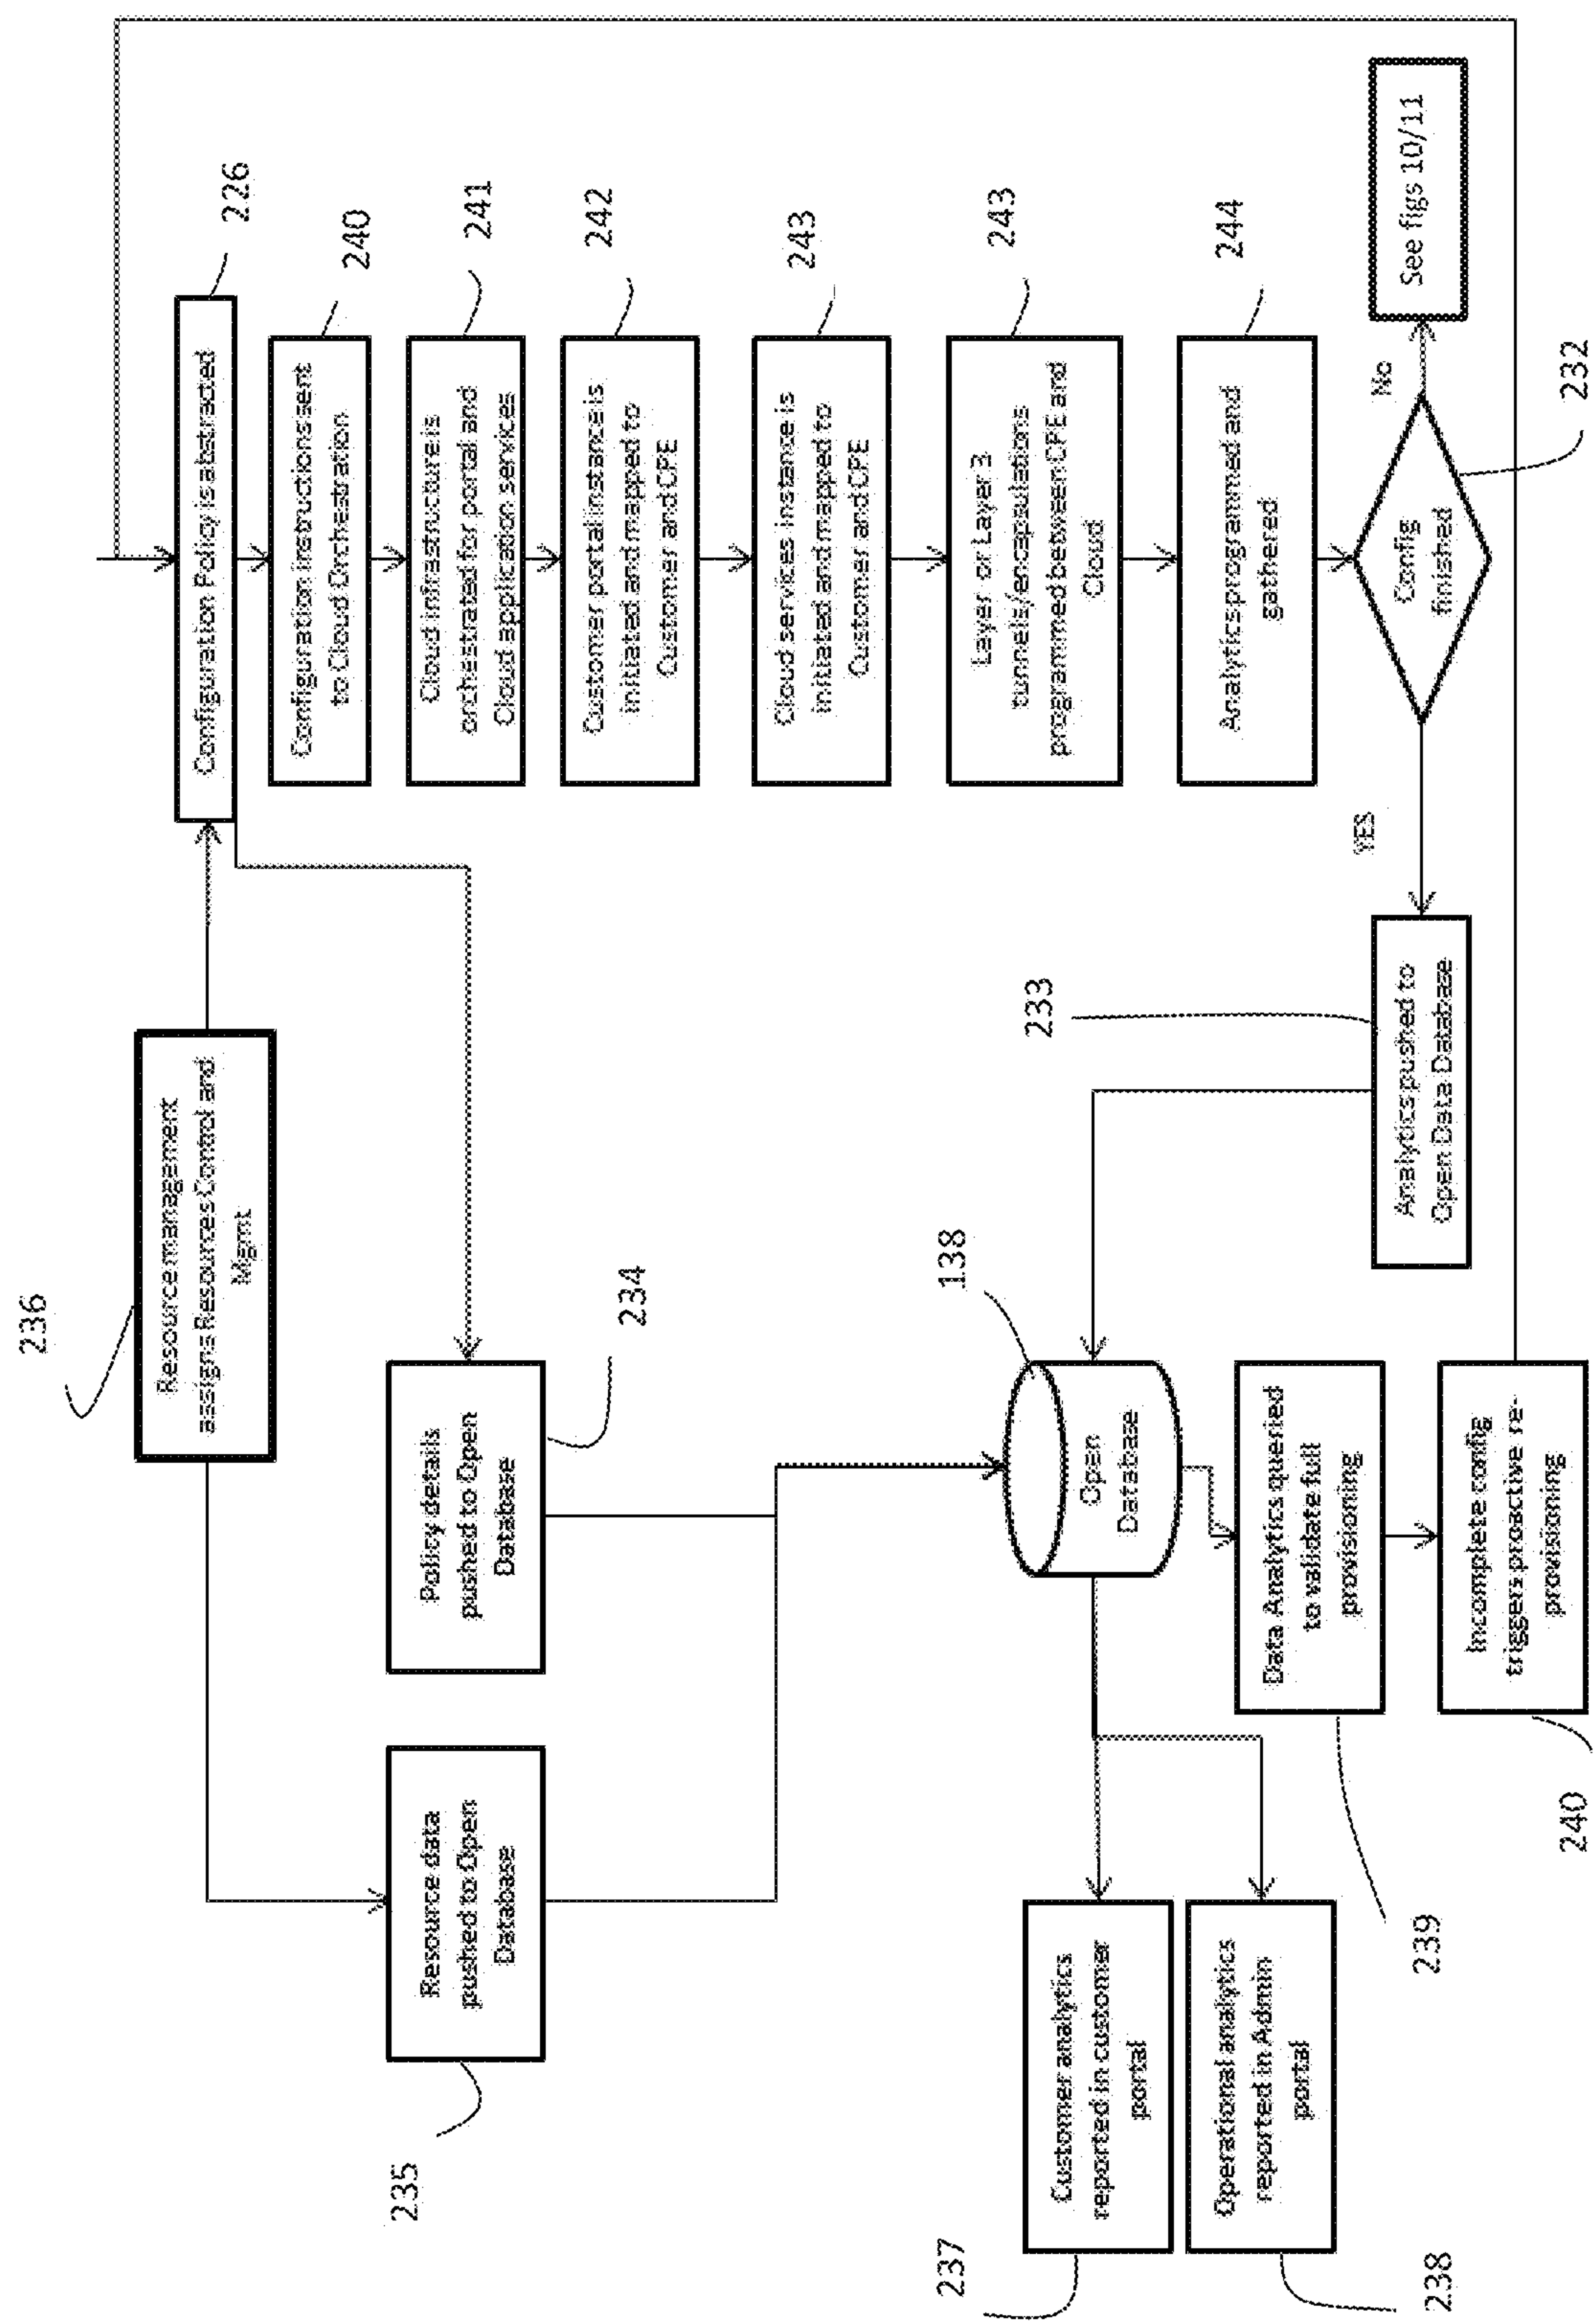 236
Resource management
assigns Resources Control and
Mgmt
Configuration Policy is abstracted
226
Configuration instructions sent
to Cloud Orchestration
240
Cloud infrastructure is
orchestrated for portal and
Cloud application services
241
Customer portal instance is
initiated and mapped to
Customer and CPE
242
Cloud services instance is
initiated and mapped to
Customer and CPE
243
Layer or Layer 3
tunnels/encapsulations
programmed between CPE and
Cloud
243
Analytics programmed and
gathered
244
Config
finished
232
No
See figs 10/11
YES
Analytics pushed to
Open Data Database
233
235
Resource data
pushed to Open
Database
Policy details
pushed to Open
Database
234
138
Open
Database
237
Customer analytics
reported in customer
portal
238
Operational analytics
reported in Admin
portal
239
Data Analytics queried
to validate full
provisioning
240
Incomplete config
triggers proactive re-
provisioning